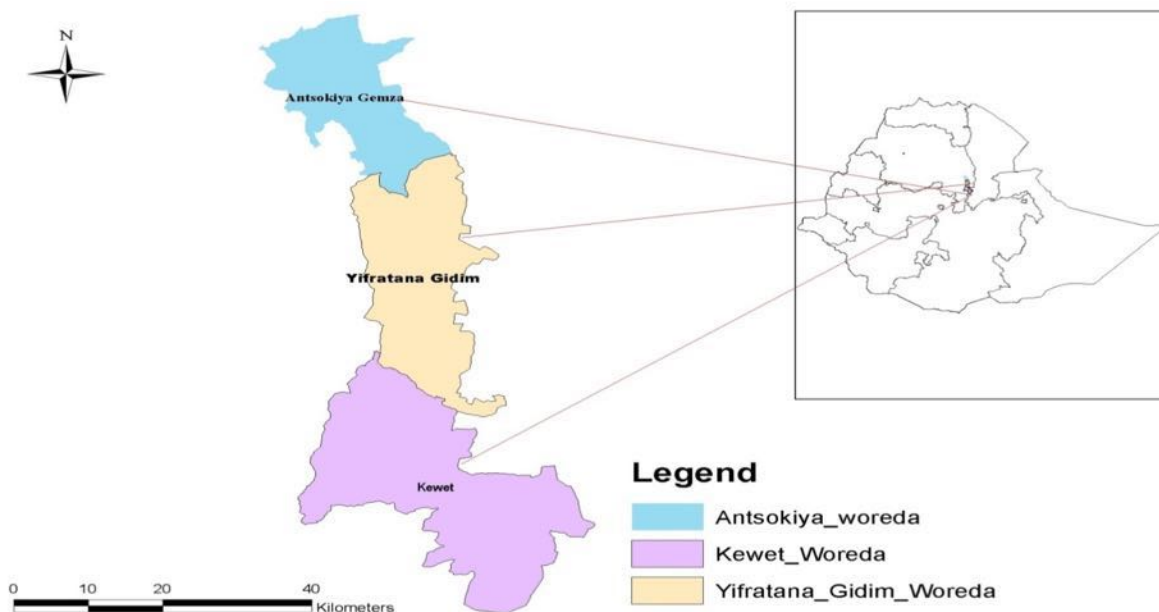 N
Antsokiya Gemza
Yifratana Gidim
Kewet
Legend
Antsokiya_woreda
Kewet_Woreda
Yifratana_Gidim_Woreda
0 10 20 40
Kilometers